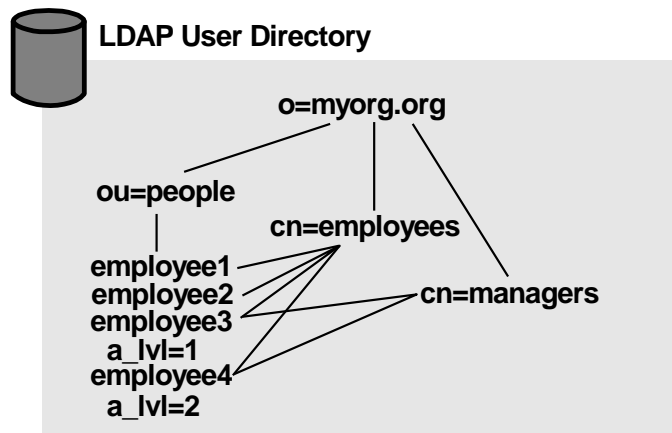 LDAP User Directory
o=myorg.org
ou=people
cn=employees
employee1
employee2
cn=managers
employee3
a_lvl=1
employee4
a_lvl=2